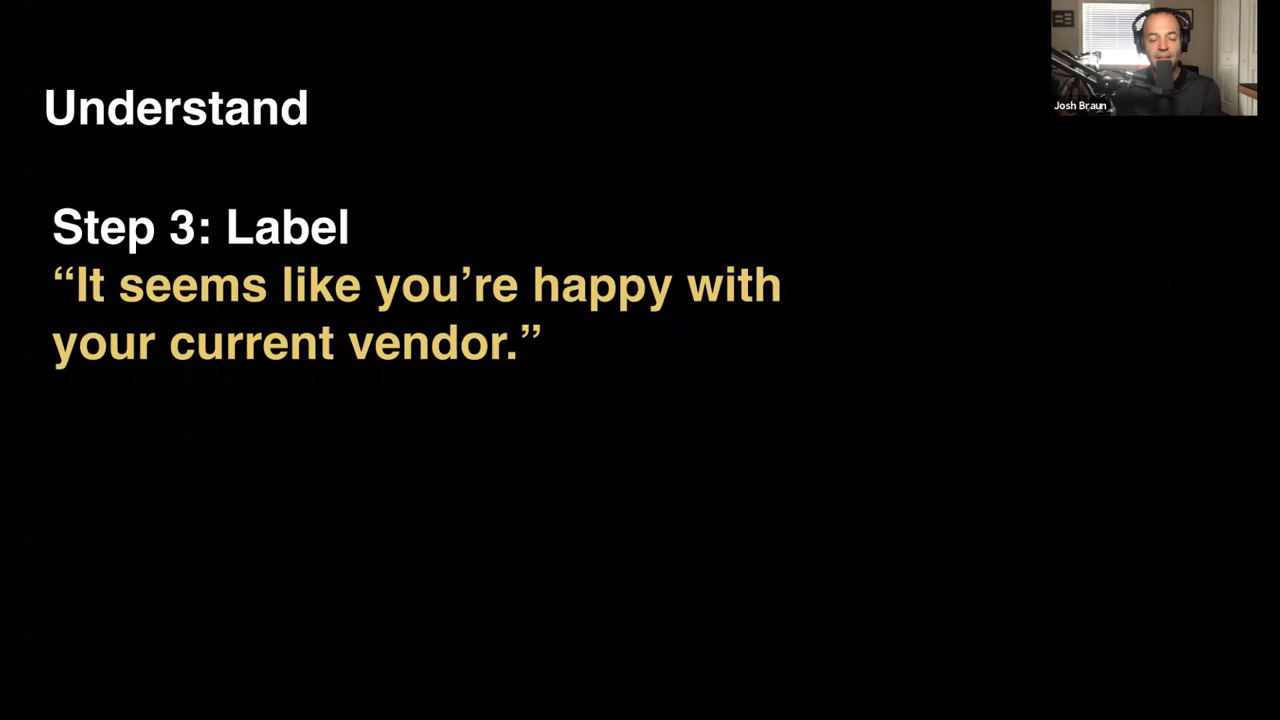 Understand
Step 3: Label
“It seems like you’re happy with
your current vendor.”
Josh Braun